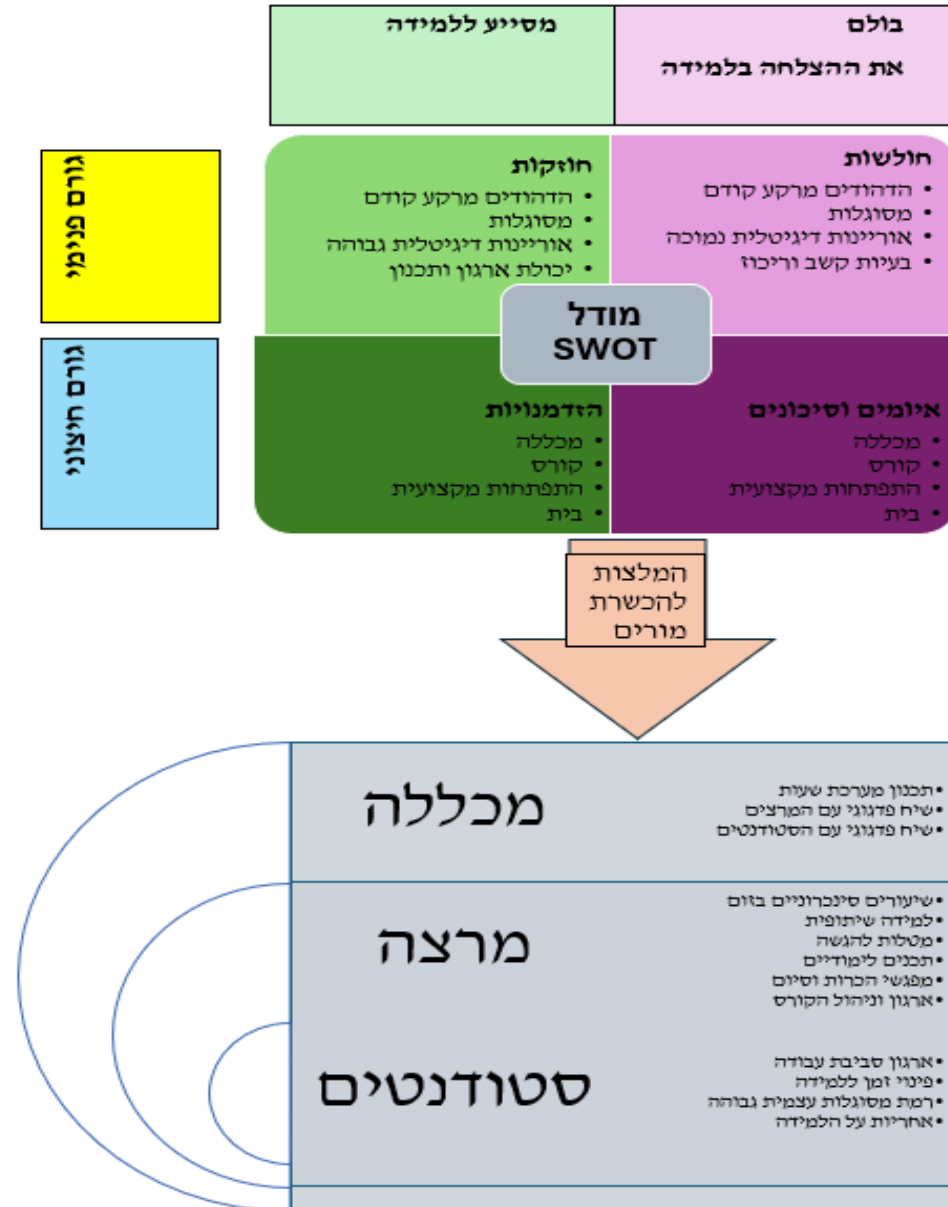 בולם
את ההצלחה בלמידה
מסייע ללמידה
גורם פנימי
חולשות
• הדהודים מרקע קודם
• מסוגלות
• אוריינות דיגיטלית נמוכה
• בעיות קשב וריכוז
חוזקות
• הדהודים מרקע קודם
• מסוגלות
• אוריינות דיגיטלית גבוהה
• יכולת ארגון ותכנון
מודל
SWOT
גורם חיצוני
איומים וסיכונים
• מכללה
• קורס
• התפתחות מקצועית
• בית
הזדמנויות
• מכללה
• קורס
• התפתחות מקצועית
• בית
המלצות
להכשרת
מורים
מכללה
•תכנון מערכת שעות
•שיח פדגוגי עם המרצים
•שיח פדגוגי עם הסטודנטים
מרצה
•שיעורים סינכרוניים בזום
•למידה שיתופית
•מטלות להגשה
•תכנים לימודיים
•מפגשי הכרות וסיום
•ארגון וניהול הקורס
סטודנטים
•ארגון סביבת עבודה
•פינוי זמן ללמידה
•רמת מסוגלות עצמית גבוהה
•אחריות על הלמידה